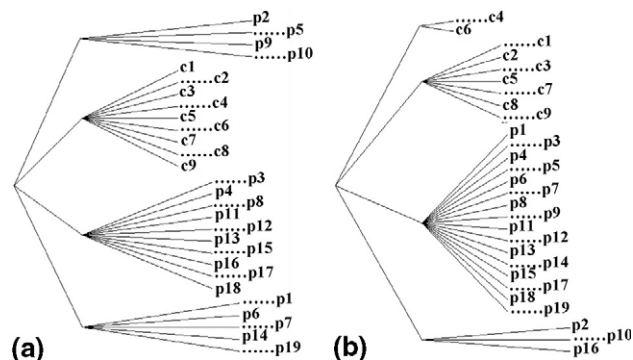 p2
......p5
p9
......p10
c1
......c2
c3
......c4
c5
......c6
c7
......c8
c9
......p3
p4
......p8
p11
......p12
p13
......p15
p16
......p17
p18
......p1
p6
......p7
p14
......p19
(a)
......c4
c6
......c1
c2
......c3
c5
......c7
c8
......c9
p1
......p3
p4
......p5
p6
......p7
p8
......p9
p11
......p12
p13
......p14
p15
......p17
p18
......p19
p2
......p10
p16
(b)